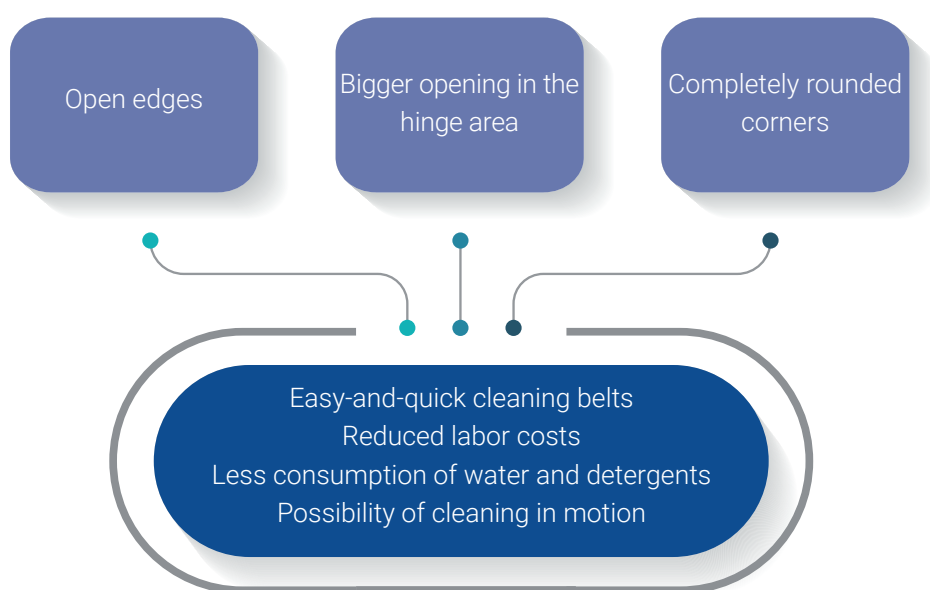 Open edges
Bigger opening in the
hinge area
Completely rounded
corners
Easy-and-quick cleaning belts
Reduced labor costs
Less consumption of water and detergents
Possibility of cleaning in motion